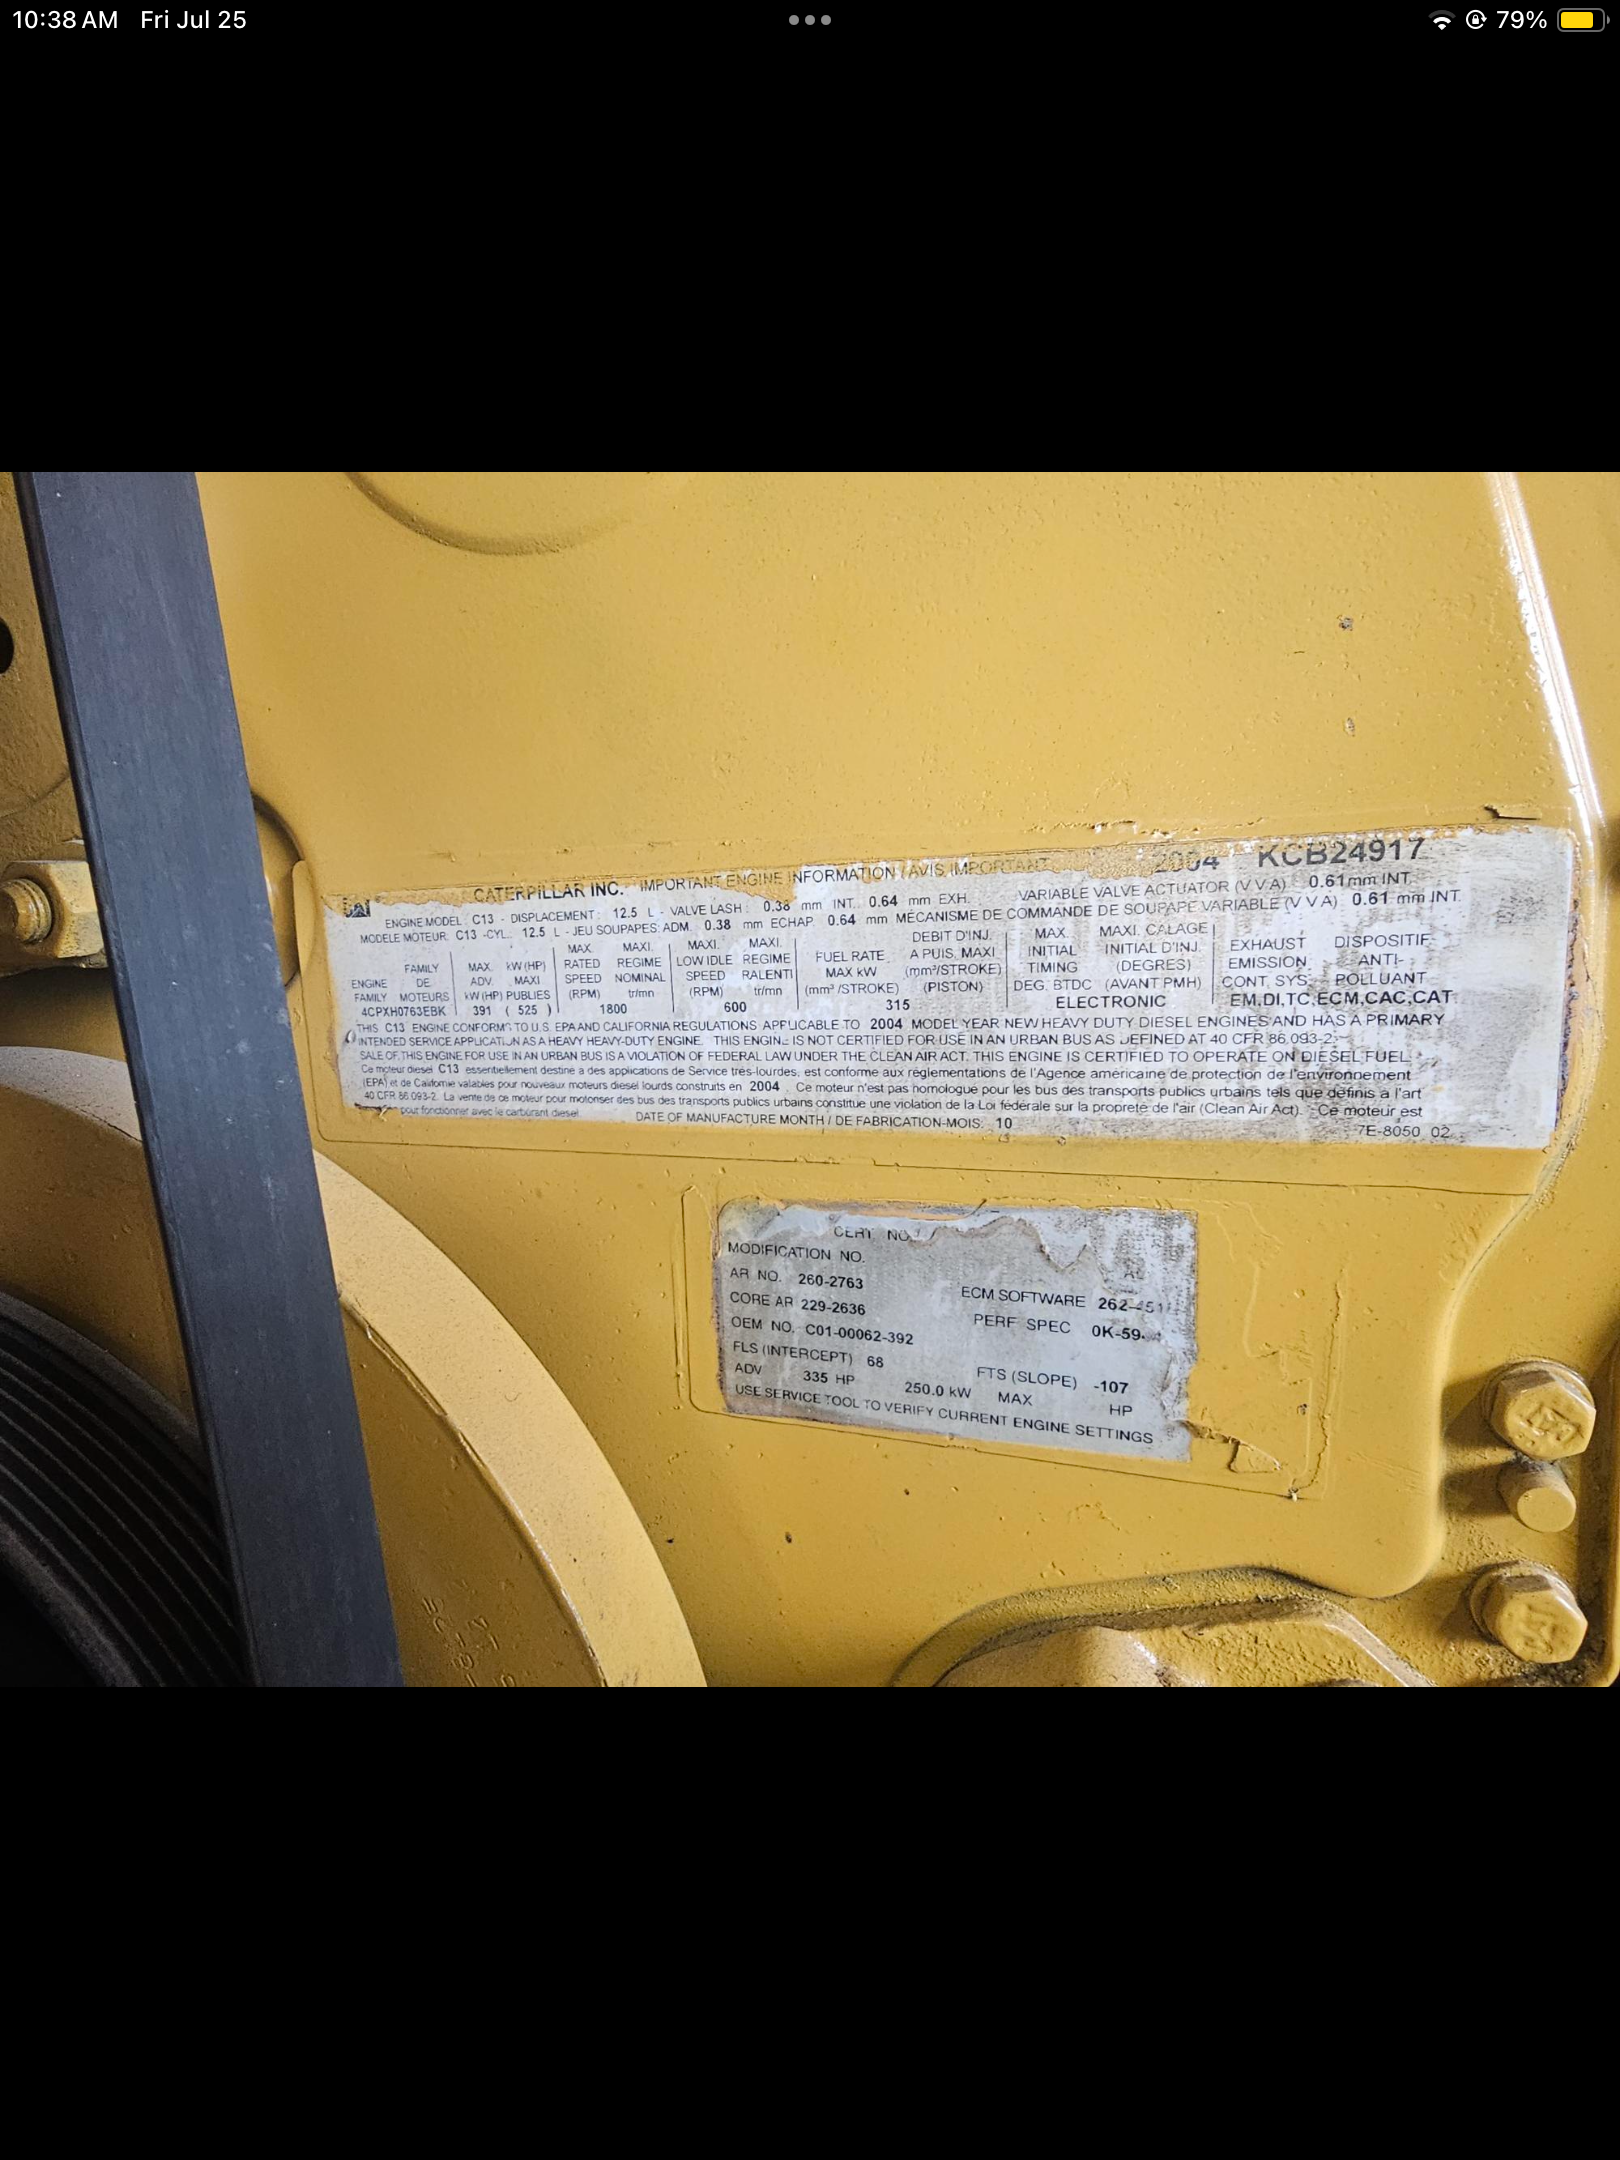 10:38 AM Fri Jul 25
79%
2004 KCB24917
CATERPILLAR INC. IMPORTANT ENGINE INFORMATION / AVIS IMPORTANT
ENGINE MODEL: C13 - DISPLACEMENT: 12.5 L - VALVE LASH: 0.38 mm INT. 0.64 mm EXH. VARIABLE VALVE ACTUATOR (V V A) 0.61 mm INT.
MODELE MOTEUR: C13 -CYL. 12.5 L - JEU SOUPAPES: ADM. 0.38 mm ECHAP. 0.64 mm MÉCANISME DE COMMANDE DE SOUPAPE VARIABLE (V V A) 0.61 mm INT.
ENGINE FAMILY FAMILY DE MOTEURS
4CPXH0763EBK
MAX. ADV. kW(HP) kW(HP) MAXI PUBLIES
391 ( 525 )
MAX. RATED SPEED (RPM) MAXI. REGIME NOMINAL tr/mn
1800
MAXI. LOW IDLE SPEED (RPM) MAXI. REGIME RALENTI tr/mn
600
FUEL RATE MAX kW (mm³/STROKE) DEBIT D'INJ. A PUIS. MAXI (mm³/STROKE) (PISTON)
315
MAX. INITIAL TIMING DEG. BTDC MAXI. CALAGE INITIAL D'INJ. (DEGRES) (AVANT PMH)
ELECTRONIC
EXHAUST EMISSION CONT. SYS. DISPOSITIF ANTI-POLLUANT
EM,DI,TC,ECM,CAC,CAT
THIS C13 ENGINE CONFORMS TO U.S. EPA AND CALIFORNIA REGULATIONS APPLICABLE TO 2004 MODEL YEAR NEW HEAVY DUTY DIESEL ENGINES AND HAS A PRIMARY
INTENDED SERVICE APPLICATION AS A HEAVY HEAVY-DUTY ENGINE. THIS ENGINE IS NOT CERTIFIED FOR USE IN AN URBAN BUS AS DEFINED AT 40 CFR 86.093-2.
SALE OF THIS ENGINE FOR USE IN AN URBAN BUS IS A VIOLATION OF FEDERAL LAW UNDER THE CLEAN AIR ACT. THIS ENGINE IS CERTIFIED TO OPERATE ON DIESEL FUEL.
Ce moteur diesel C13 essentiellement destine a des applications de Service tres-lourdes, est conforme aux réglementations de l'Agence americaine de protection de l'environnement
(EPA) et de Californie valables pour nouveaux moteurs diesel lourds construits en 2004 . Ce moteur n'est pas homologué pour les bus des transports publics urbains tels que définis a l'art
40 CFR 86.093-2. La vente de ce moteur pour motoriser des bus des transports publics urbains constitue une violation de la Loi fédérale sur la propreté de l'air (Clean Air Act). Ce moteur est
pour fonctionner avec le carburant diesel.
DATE OF MANUFACTURE MONTH / DE FABRICATION-MOIS: 10
7E-8050 02
CERT NO.
MODIFICATION NO.
AR NO. 260-2763
CORE AR 229-2636 ECM SOFTWARE
OEM NO. C01-00062-392 PERF SPEC
FLS (INTERCEPT) 68 FTS (SLOPE) -107
ADV 335 HP 250.0 kW MAX HP
USE SERVICE TOOL TO VERIFY CURRENT ENGINE SETTINGS